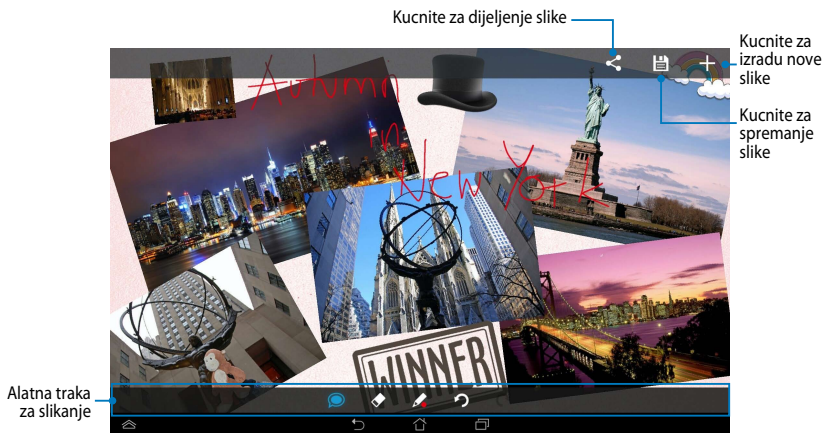 Kucnite za dijeljenje slike
Kucnite za
izradu nove
slike
Kucnite za
spremanje
slike
Autumn
in
New York
WINNER
Alatna traka
za slikanje